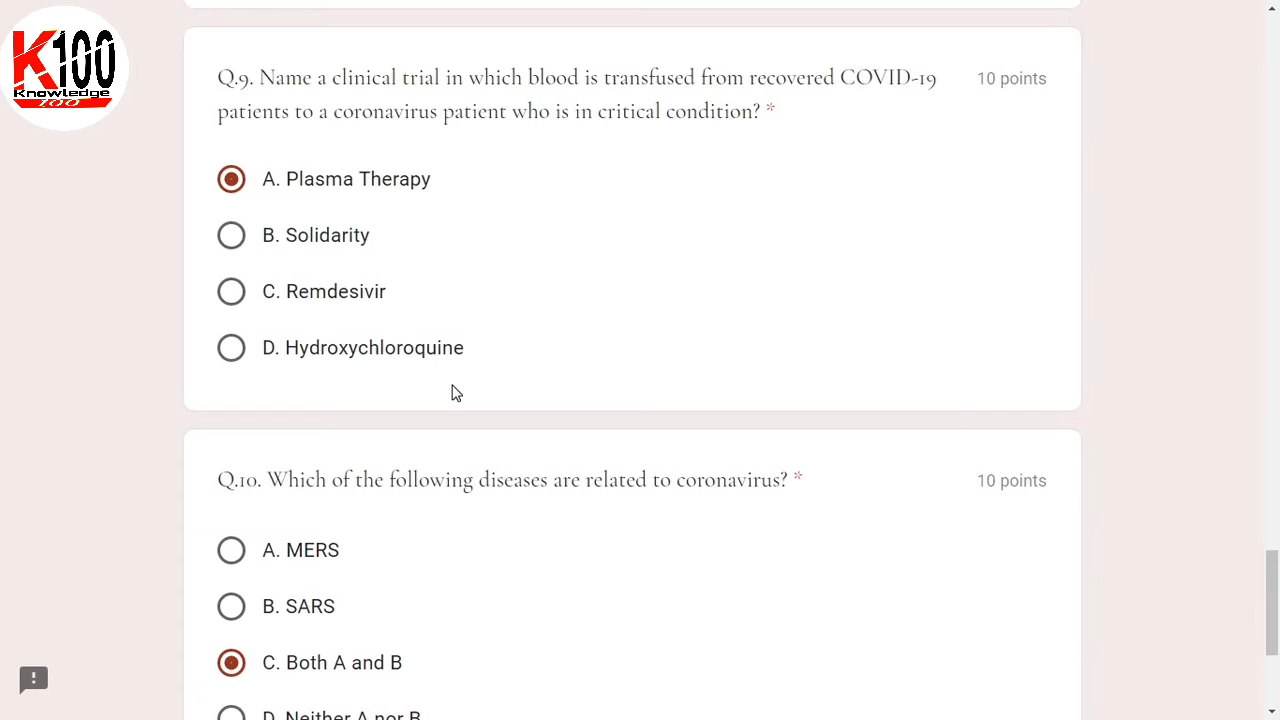 K100
Knowledge
100
Q.9. Name a clinical trial in which blood is transfused from recovered COVID-19
10 points
patients to a coronavirus patient who is in critical condition? *
A. Plasma Therapy
B. Solidarity
C. Remdesivir
D. Hydroxychloroquine
Q.10. Which of the following diseases are related to coronavirus? *
10 points
A. MERS
B. SARS
C. Both A and B
D. Neither A nor B